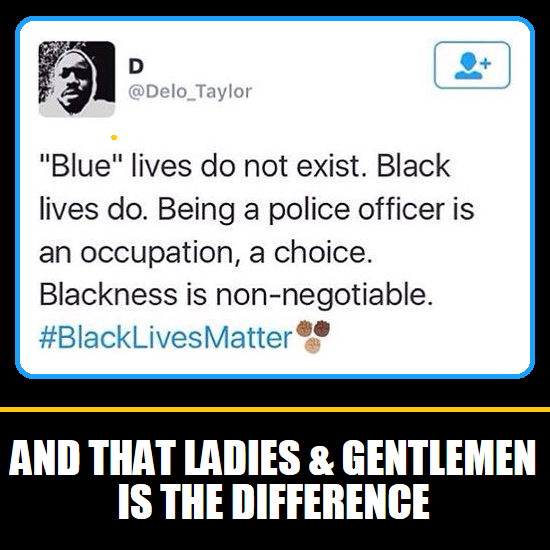 D
@Delo_Taylor
"Blue" lives do not exist. Black
lives do. Being a police officer is
an occupation, a choice.
Blackness is non-negotiable.
#BlackLivesMatter✊🏾✊🏿✊🏼
AND THAT LADIES & GENTLEMEN
IS THE DIFFERENCE